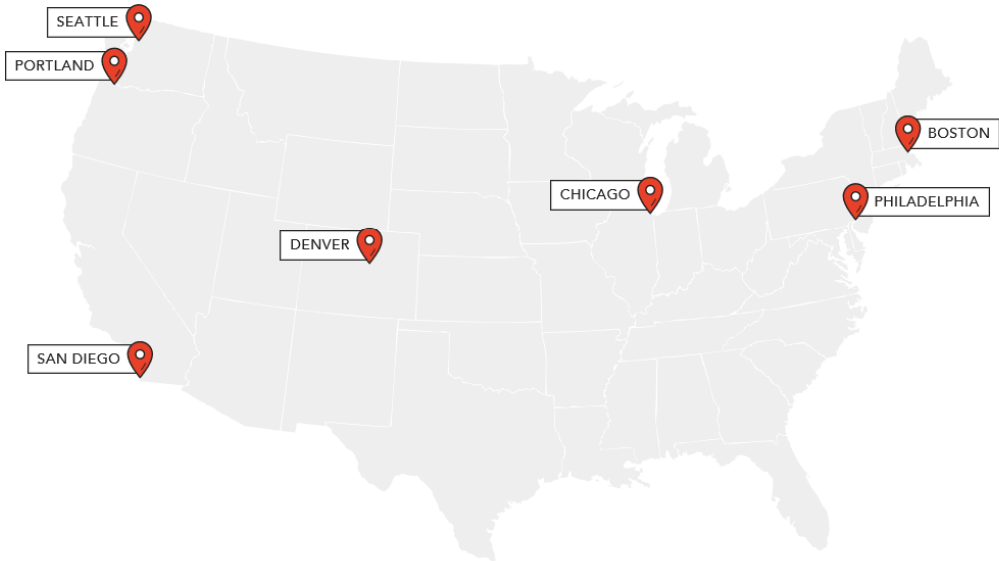 SEATTLE
PORTLAND
BOSTON
CHICAGO
PHILADELPHIA
DENVER
SAN DIEGO